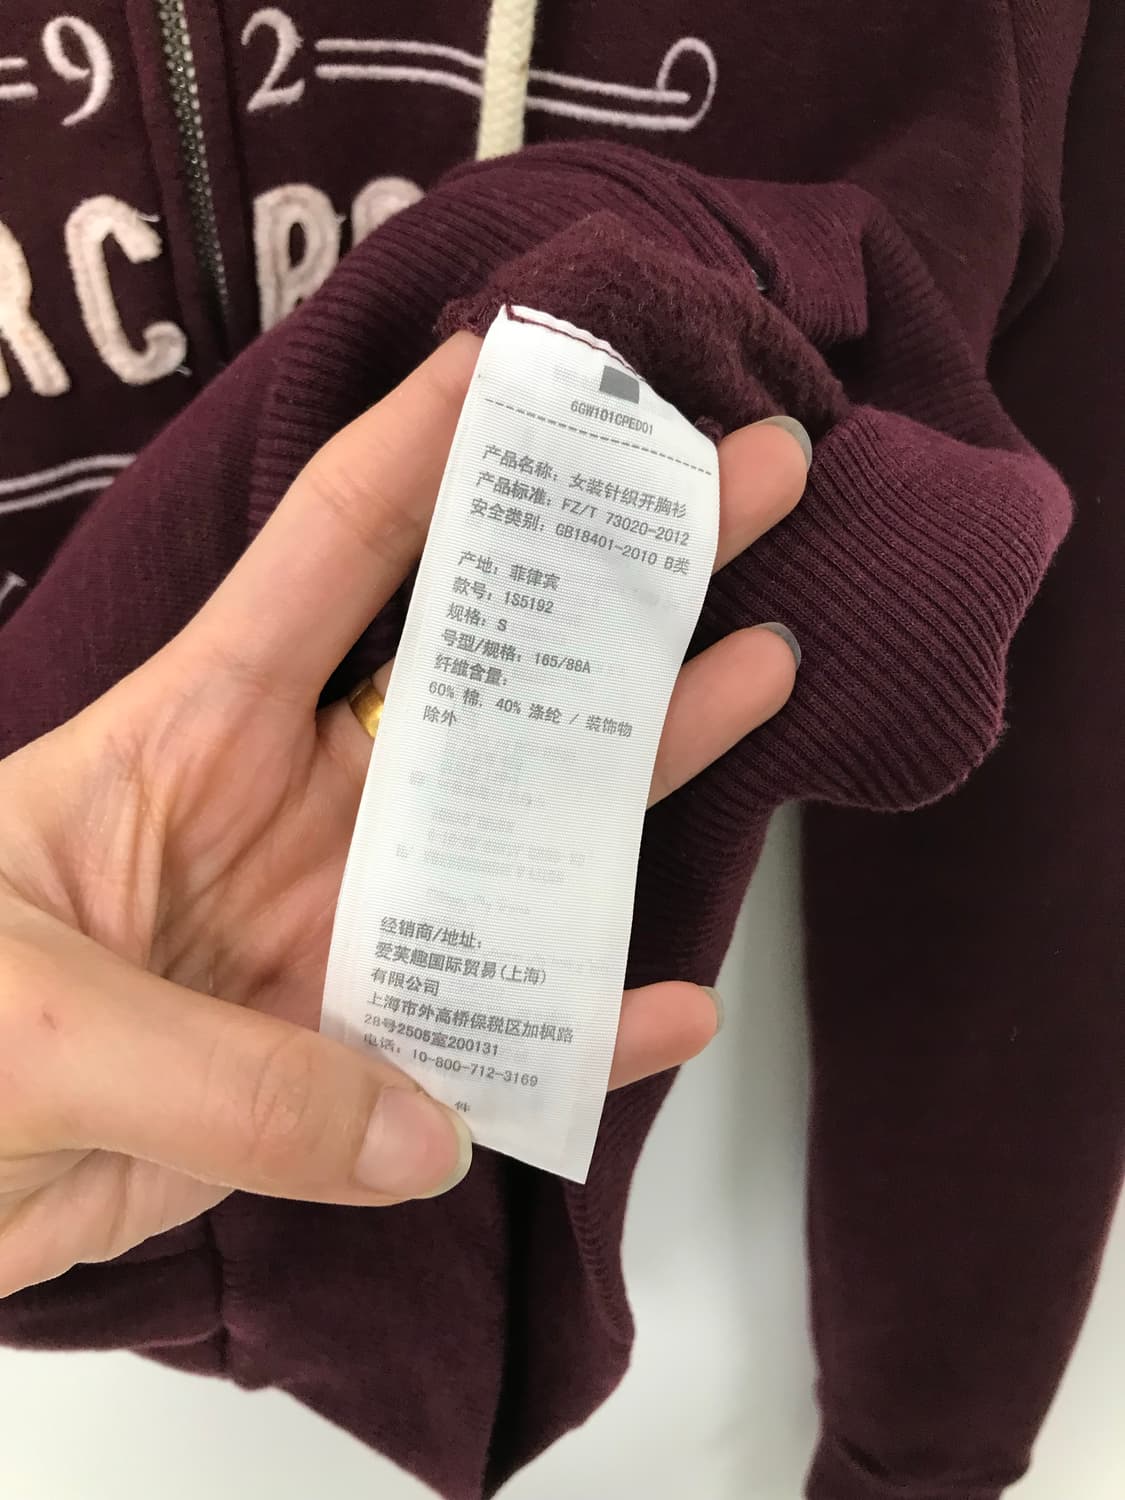 =9 2=
RC
6GW101CPED01
产品名称: 女装针织开胸衫
产品标准: FZ/T 73020-2012
安全类别: GB18401-2010 B类
产地: 菲律宾
款号: 1S5192
规格: S
号型/规格: 165/88A
纤维含量:
60% 棉, 40% 涤纶 / 装饰物
除外
经销商/地址:
爱芙趣国际贸易(上海)
有限公司
上海市外高桥保税区加枫路
28号2505室200131
电话: 10-800-712-3169
件